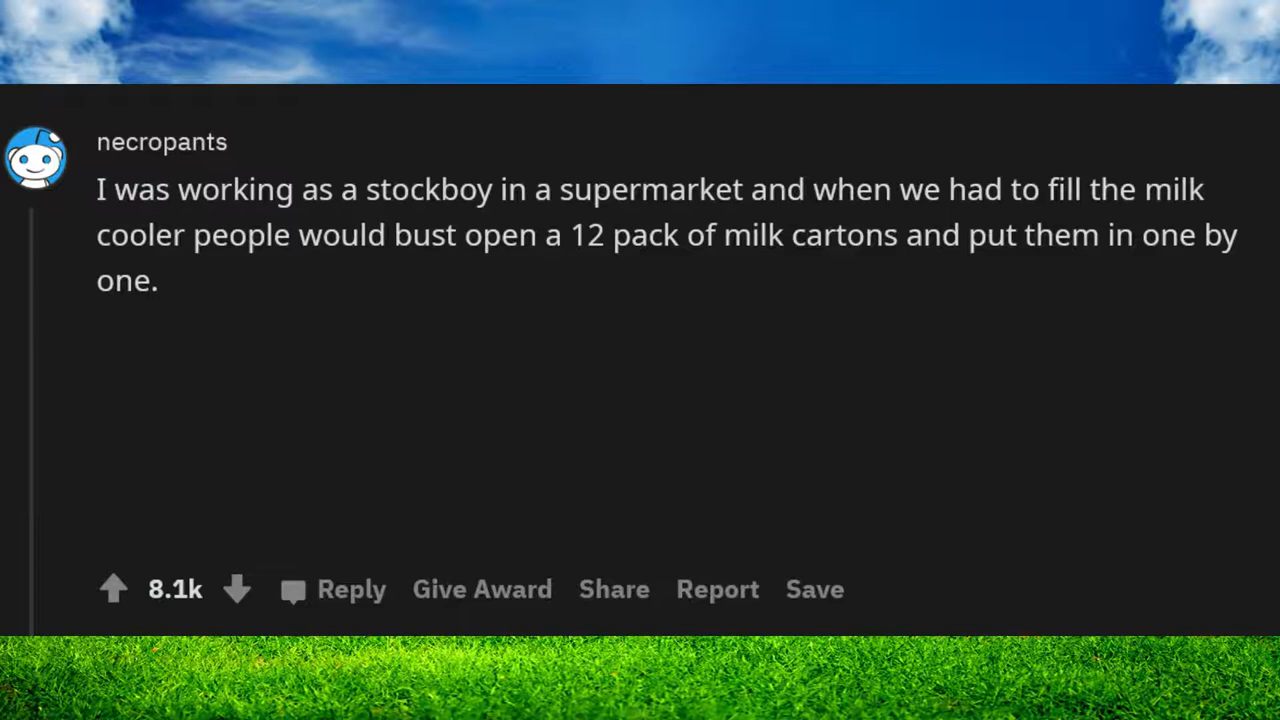 necropants
I was working as a stockboy in a supermarket and when we had to fill the milk
cooler people would bust open a 12 pack of milk cartons and put them in one by
one.
8.1k Reply Give Award Share Report Save